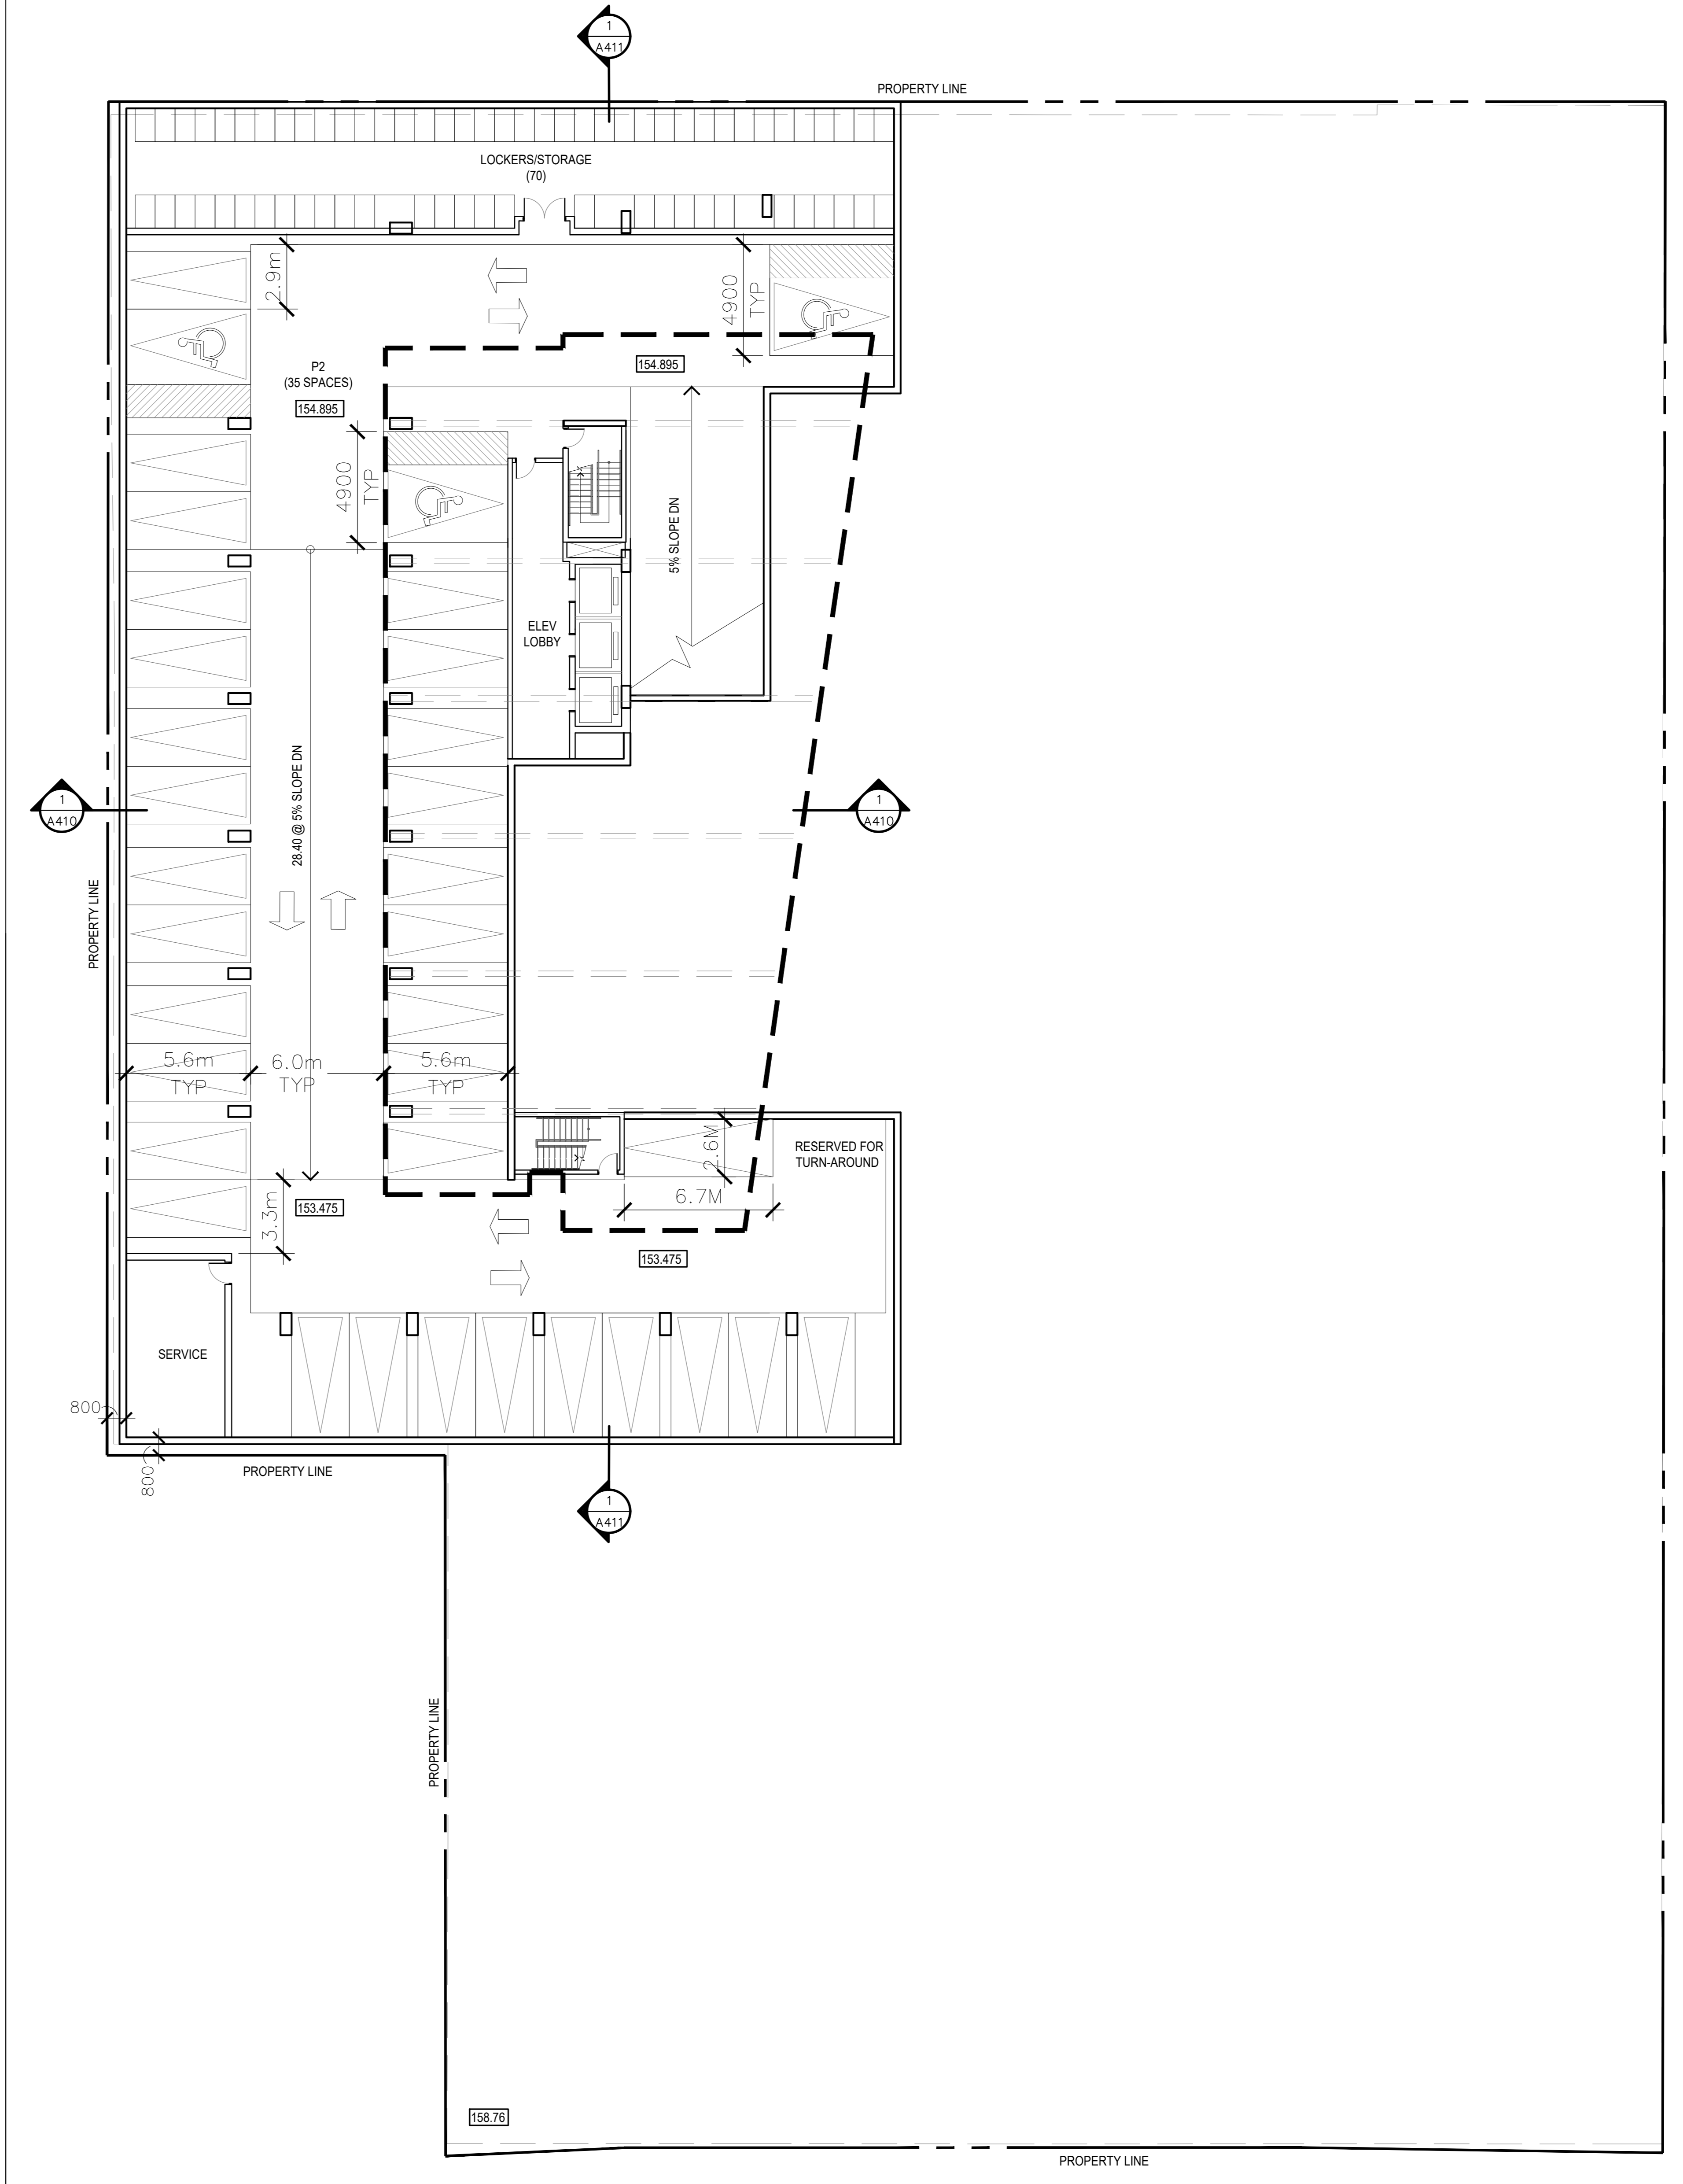 1
A411
PROPERTY LINE
LOCKERS/STORAGE
(70)
2.9m
4900
TYP
154.895
P2
(35 SPACES)
154.895
4900
TYP
5% SLOPE DN
ELEV
LOBBY
28.40 @ 5% SLOPE DN
1
A410
1
A410
PROPERTY LINE
5.6m
TYP
6.0m
TYP
5.6m
TYP
2.6M
RESERVED FOR
TURN-AROUND
6.7M
3.3m
153.475
153.475
SERVICE
800
800
PROPERTY LINE
1
A411
PROPERTY LINE
158.76
PROPERTY LINE